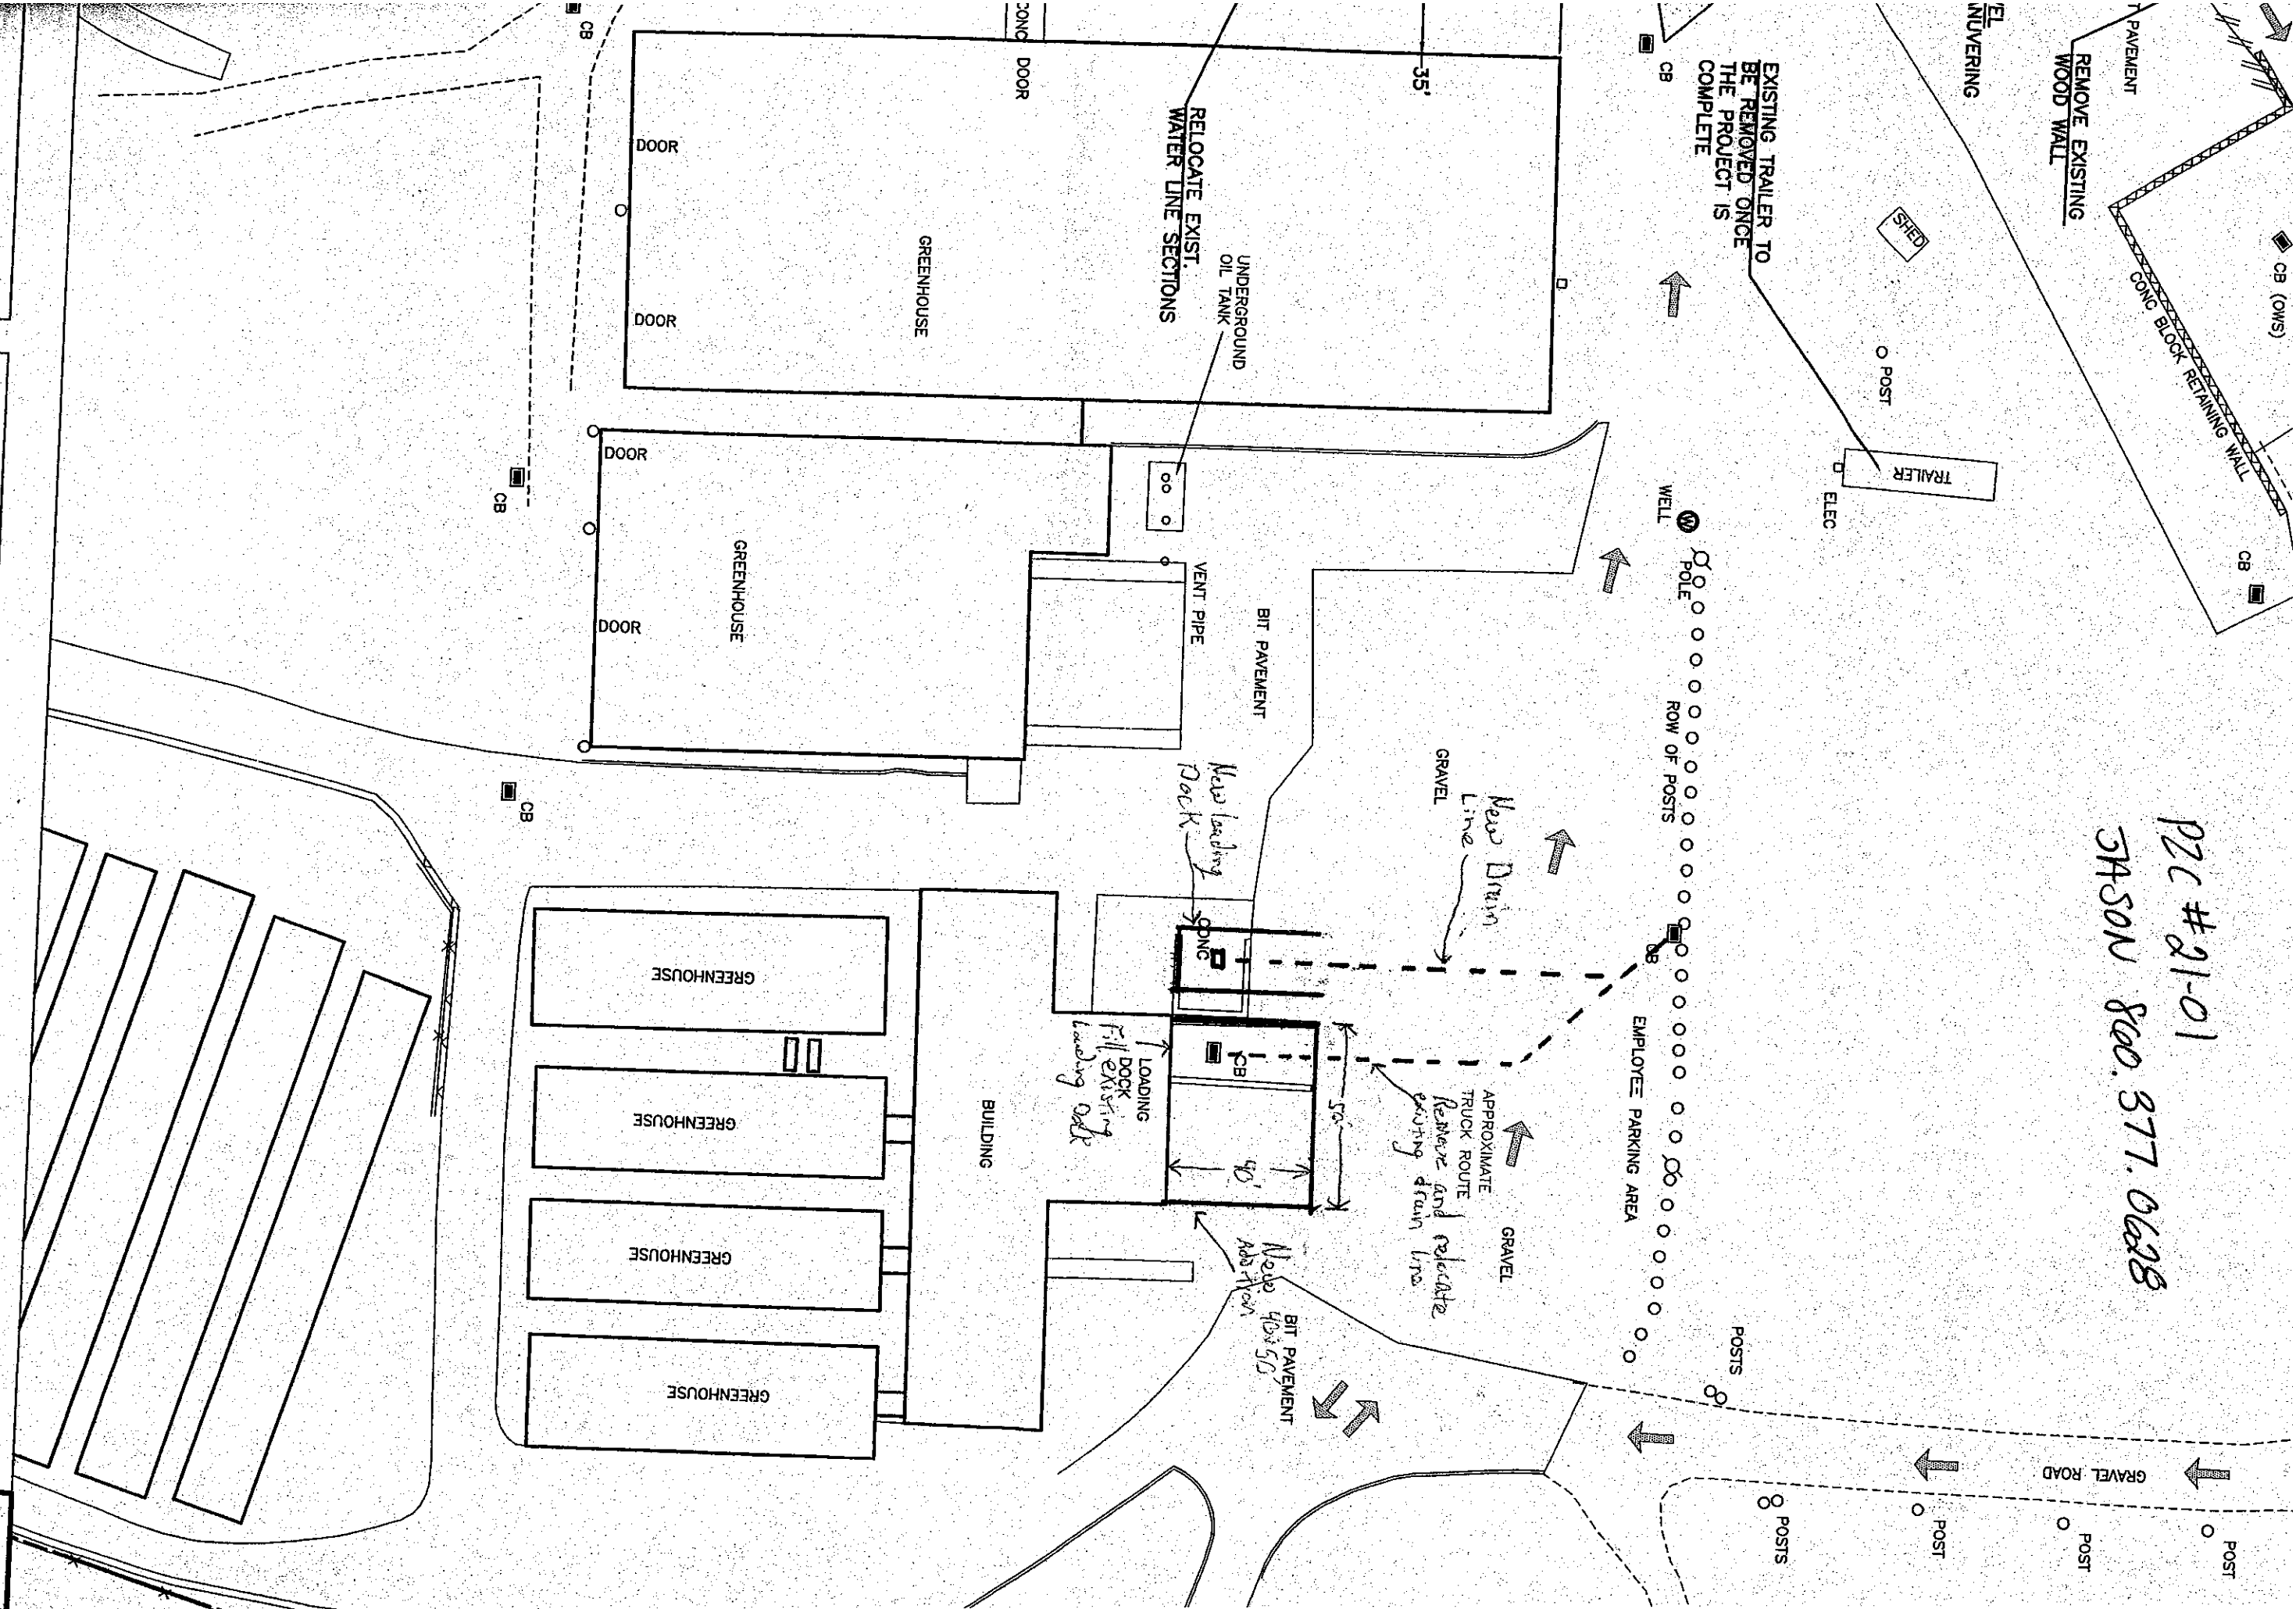 PZC #21-01
JASON 860.377.0628
CB (OWS)
CONC BLOCK RETAINING WALL
CB
T PAVEMENT
REMOVE EXISTING
WOOD WALL
VEL
NUVERING
SHED
POST
TRAILER
ELEC
EXISTING TRAILER TO
BE REMOVED ONCE
THE PROJECT IS
COMPLETE
CB
WELL
W
POLE
ROW OF POSTS
CB
EMPLOYEE PARKING AREA
POSTS
GRAVEL ROAD
POSTS
POST
POST
POST
35'
GRAVEL
New Drain
Line
APPROXIMATE
TRUCK ROUTE
GRAVEL
Remove and relocate
existing drain line
RELOCATE EXIST.
WATER LINE SECTIONS
UNDERGROUND
OIL TANK
VENT PIPE
BIT PAVEMENT
New loading
Dock
CONC
CB
50'
40'
LOADING
DOCK
Fill existing
Loading Dock
New 40x50
Addition
BIT PAVEMENT
CONC
DOOR
GREENHOUSE
DOOR
DOOR
CB
GREENHOUSE
DOOR
DOOR
CB
CB
BUILDING
GREENHOUSE
GREENHOUSE
GREENHOUSE
GREENHOUSE